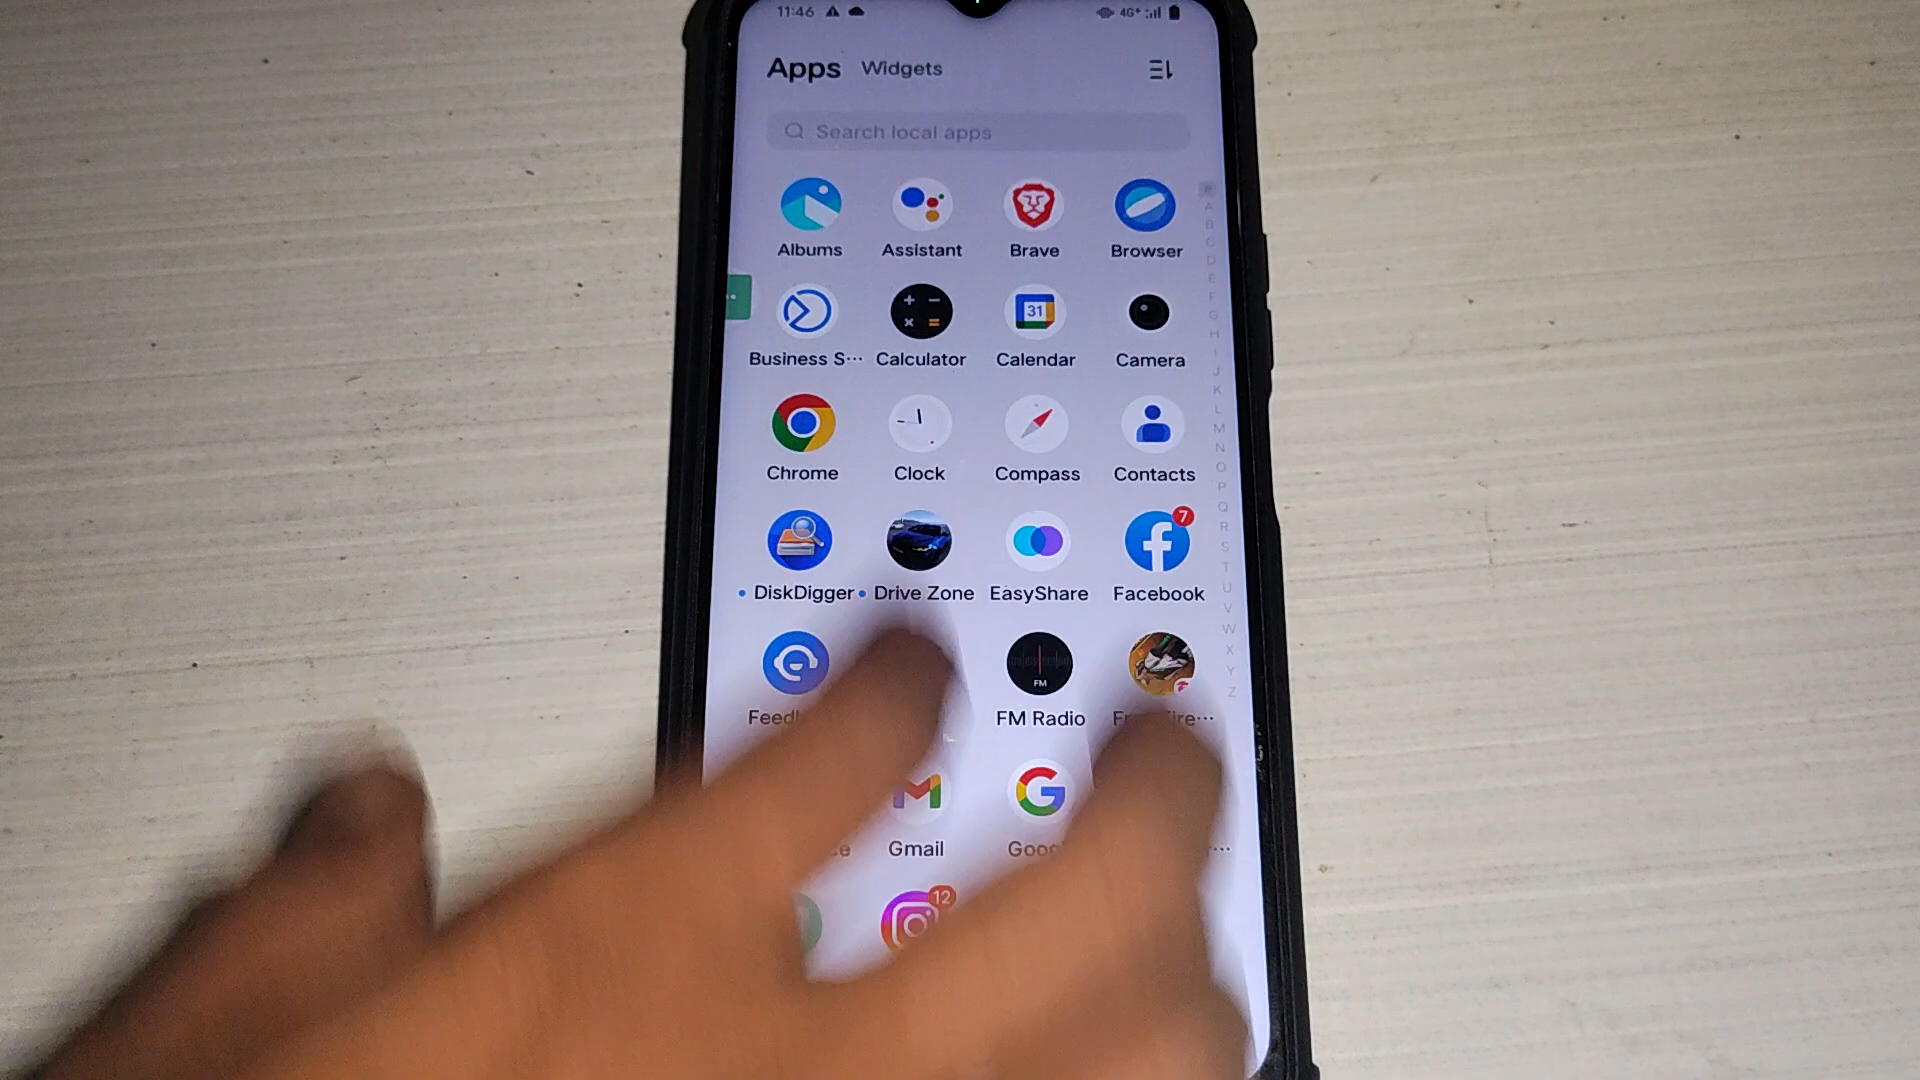 11:46 4G+
Apps Widgets
Search local apps
Albums Assistant Brave Browser
31
Business S··· Calculator Calendar Camera
Chrome Clock Compass Contacts
7
DiskDigger Drive Zone EasyShare Facebook
FM
FM Radio
Gmail
12
A
B
C
D
E
F
G
H
I
J
K
L
M
N
O
P
Q
R
S
T
U
V
W
X
Y
Z